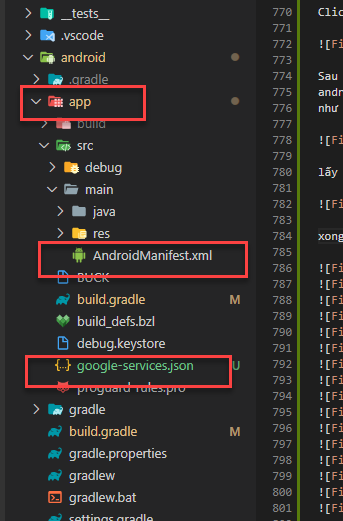 __tests__
.vscode
android
.gradle
app
build
src
debug
main
java
res
AndroidManifest.xml
BUCK
build.gradle M
build_defs.bzl
debug.keystore
google-services.json U
proguard-rules.pro
gradle
build.gradle M
gradle.properties
gradlew
gradlew.bat
settings.gradle
770 Clic
771
772 ![Fi
773
774 Sau
775 andr
776 như
777
778 ![Fi
779
780 lấy
781
782 ![Fi
783
784 xong
785
786 ![Fi
787 ![Fi
788 ![Fi
789 ![Fi
790 ![Fi
791 ![Fi
792 ![Fi
793 ![Fi
794 ![Fi
795 ![Fi
796 ![Fi
797 ![Fi
798 ![Fi
799 ![Fi
800 ![Fi
801 ![Fi